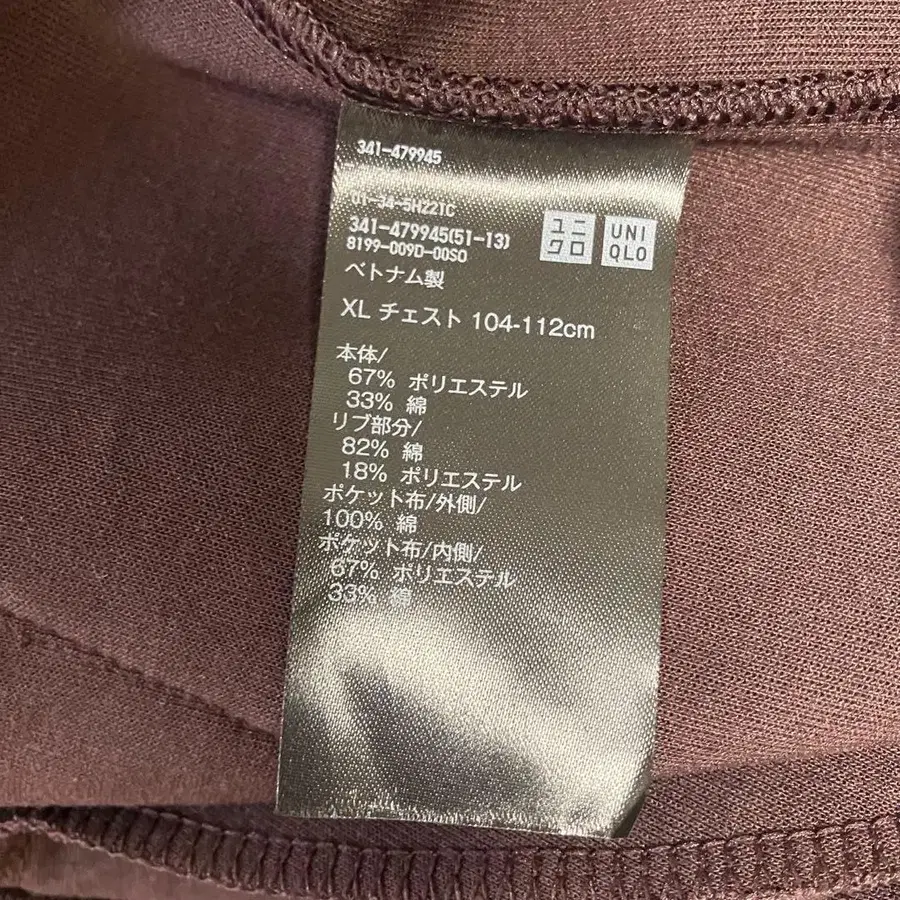 341-479945
01-34-5H221C
341-479945(51-13)
8199-009D-00S0
ユニ
クロ
UNI
QLO
ベトナム製
XL チェスト 104-112cm
本体/
67% ポリエステル
33% 綿
リブ部分/
82% 綿
18% ポリエステル
ポケット布/外側/
100% 綿
ポケット布/内側/
67% ポリエステル
33% 綿